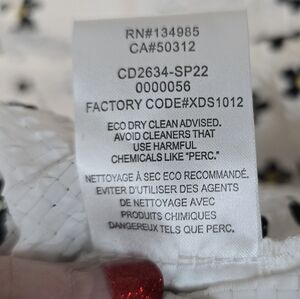 RN#134985
CA#50312
CD2634-SP22
0000056
FACTORY CODE#XDS1012
ECO DRY CLEAN ADVISED.
AVOID CLEANERS THAT
USE HARMFUL
CHEMICALS LIKE "PERC."
NETTOYAGE À SEC ECO RECOMMANDÉ.
EVITER D'UTILISER DES AGENTS
DE NETTOYAGE AVEC
PRODUITS CHIMIQUES
DANGEREUX TELS QUE PERC.